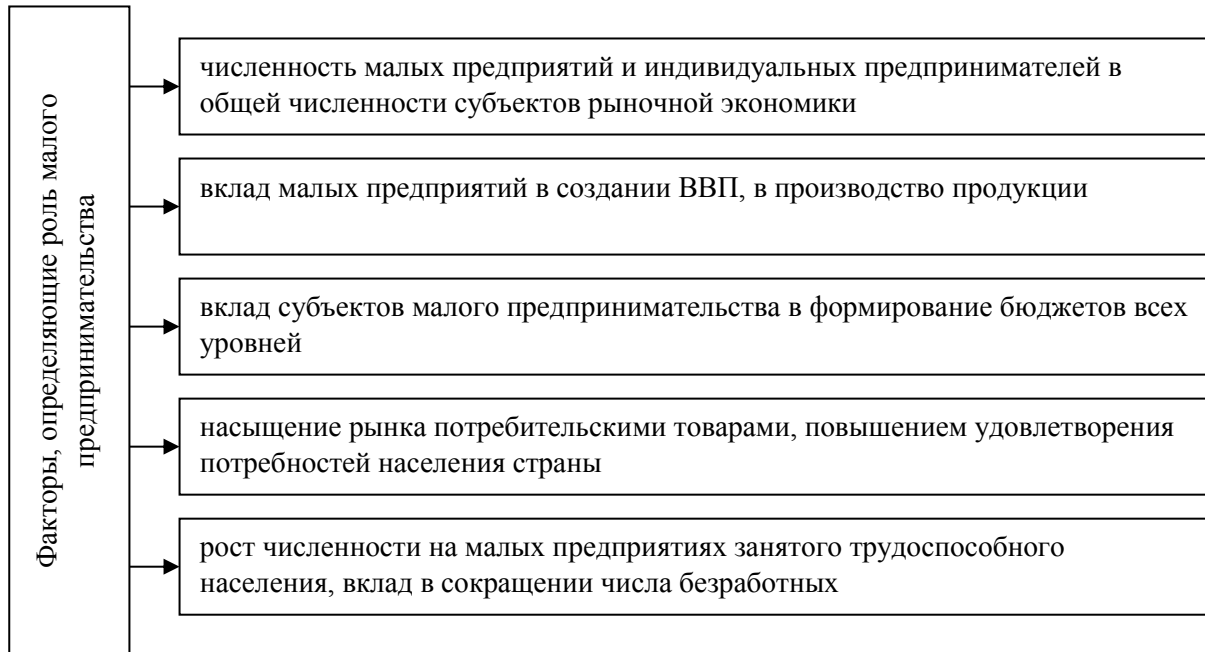 Факторы, определяющие роль малого
предпринимательства
численность малых предприятий и индивидуальных предпринимателей в
общей численности субъектов рыночной экономики
вклад малых предприятий в создании ВВП, в производство продукции
вклад субъектов малого предпринимательства в формирование бюджетов всех
уровней
насыщение рынка потребительскими товарами, повышением удовлетворения
потребностей населения страны
рост численности на малых предприятиях занятого трудоспособного
населения, вклад в сокращении числа безработных